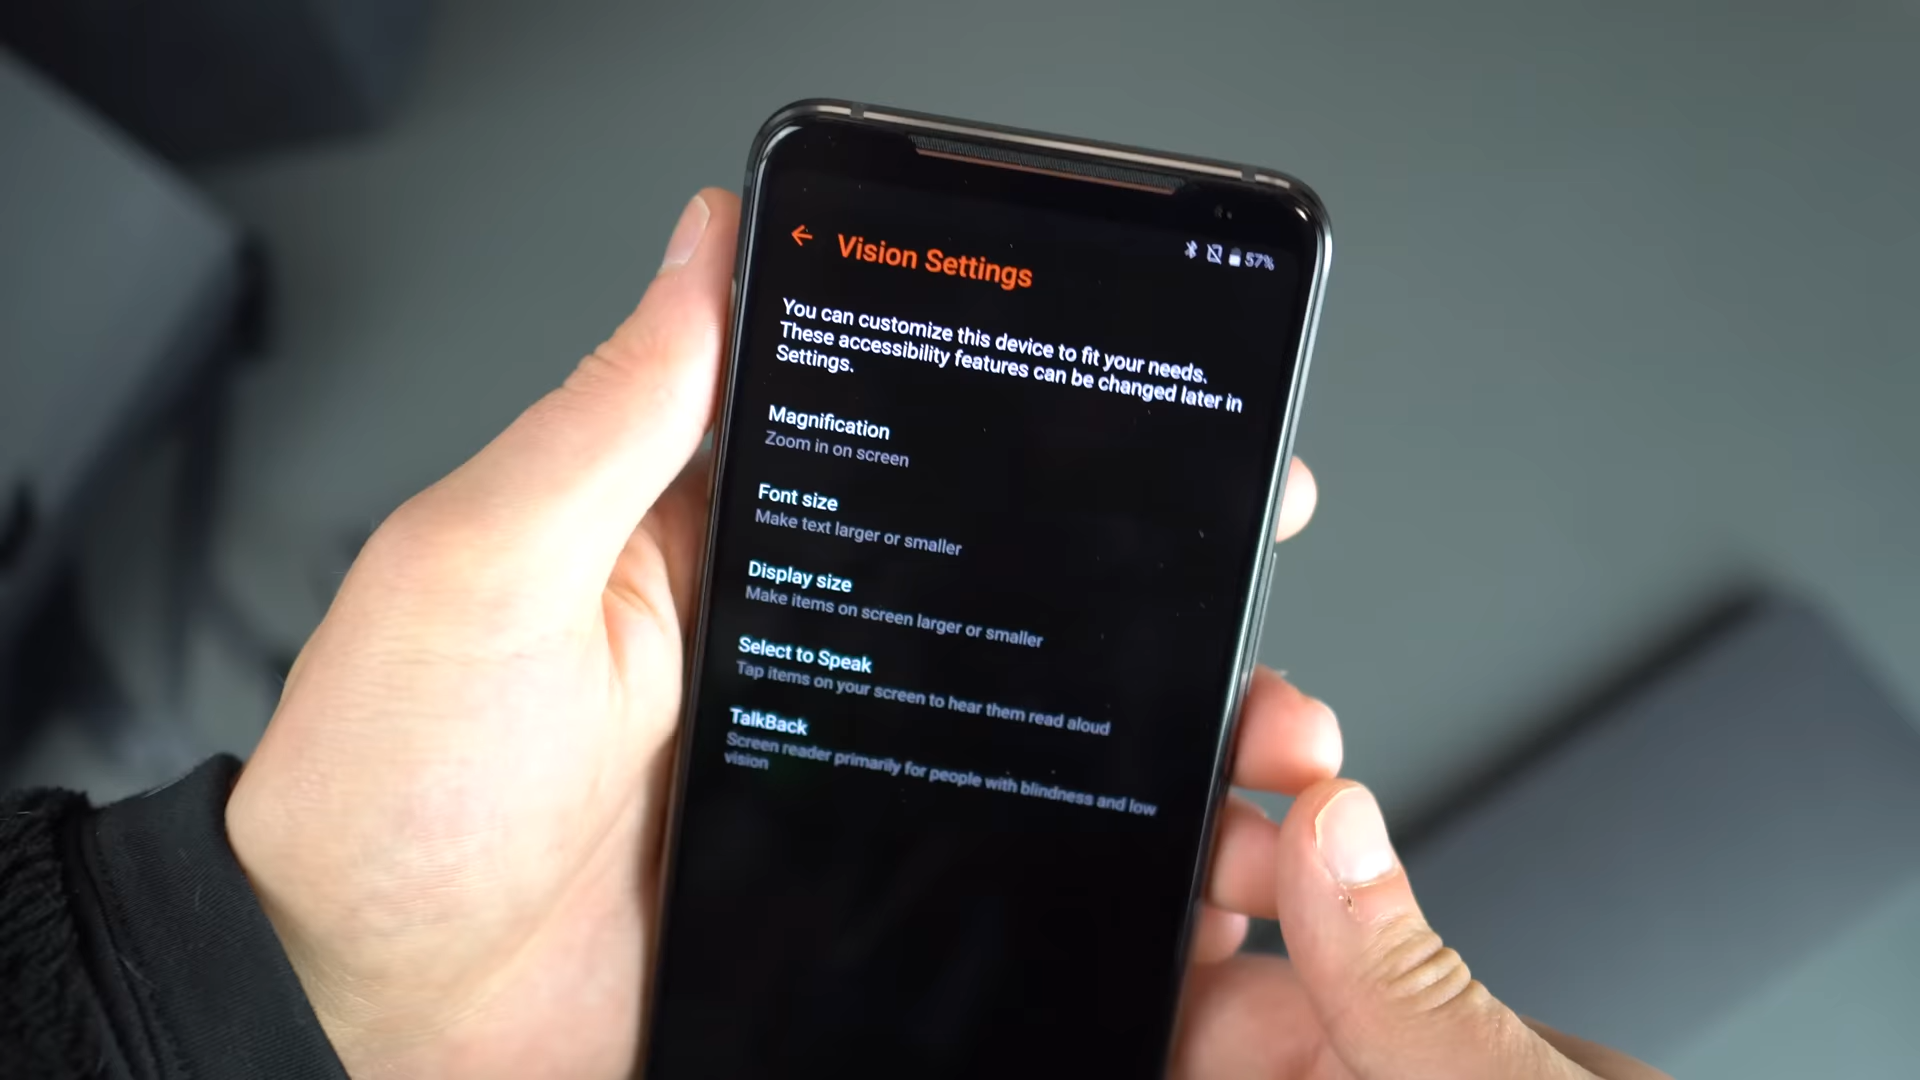 Vision Settings
57%
You can customize this device to fit your needs.
These accessibility features can be changed later in
Settings.
Magnification
Zoom in on screen
Font size
Make text larger or smaller
Display size
Make items on screen larger or smaller
Select to Speak
Tap items on your screen to hear them read aloud
TalkBack
Screen reader primarily for people with blindness and low
vision